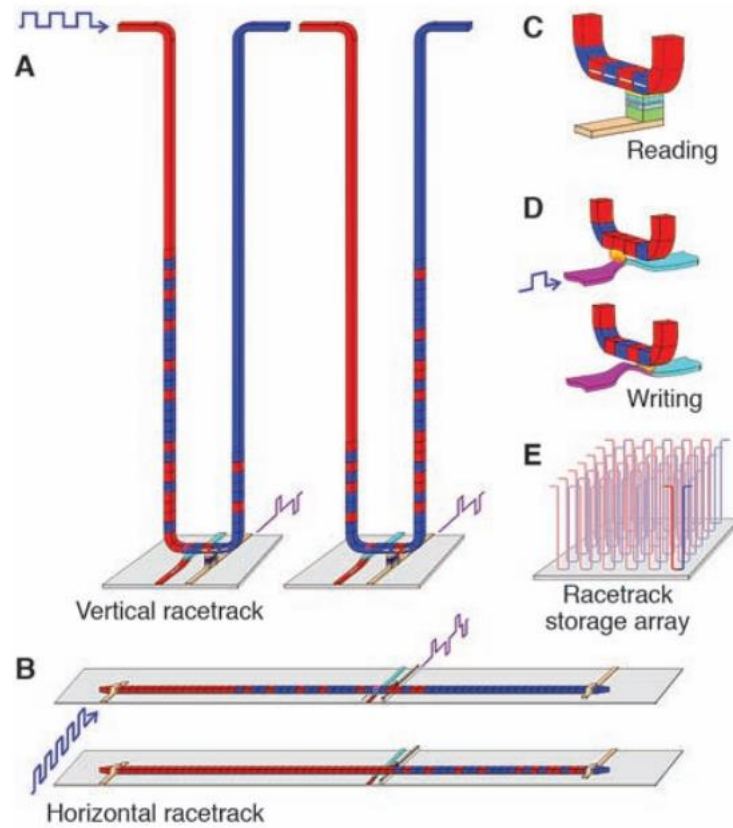 A
C
Reading
D
Writing
E
Racetrack
storage array
Vertical racetrack
B
Horizontal racetrack